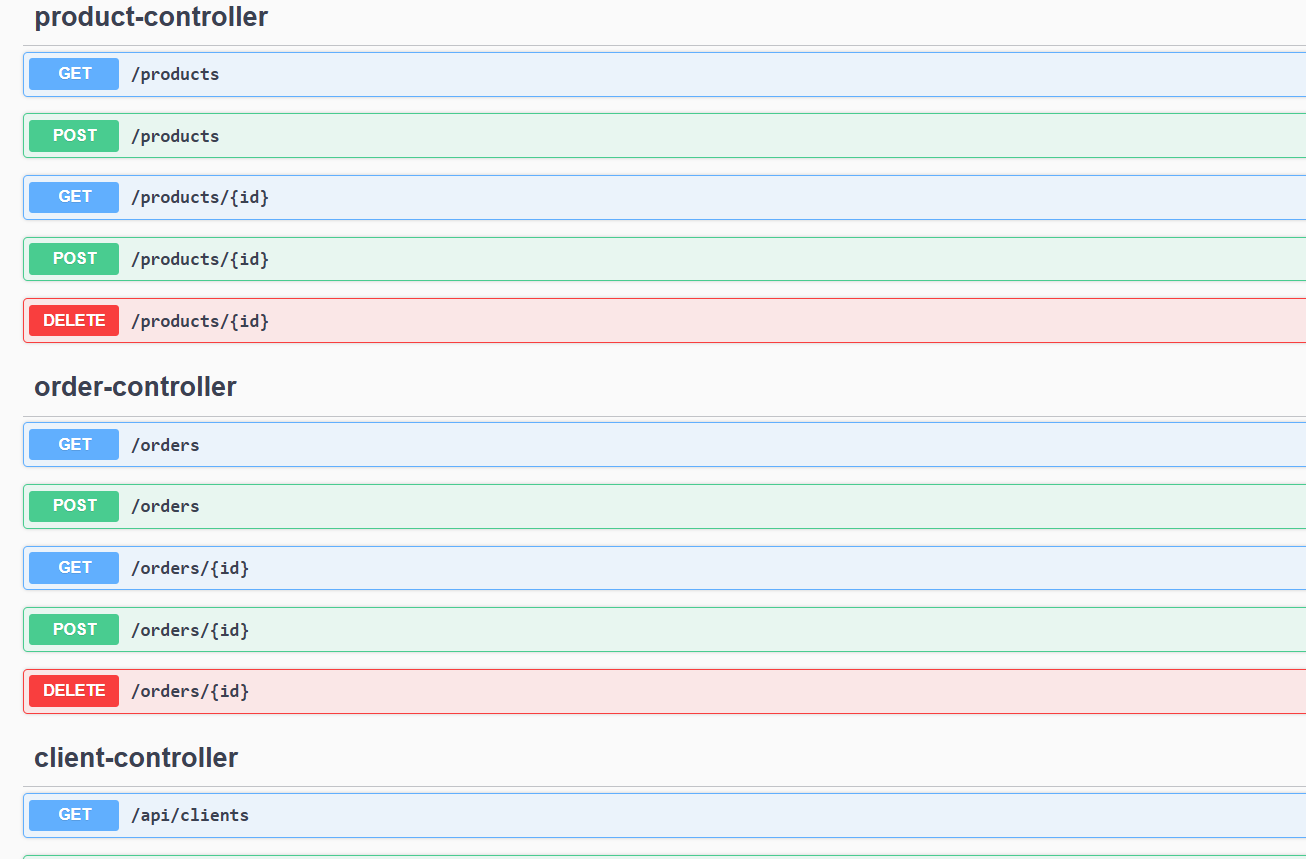 product-controller
GET /products
POST /products
GET /products/{id}
POST /products/{id}
DELETE /products/{id}
order-controller
GET /orders
POST /orders
GET /orders/{id}
POST /orders/{id}
DELETE /orders/{id}
client-controller
GET /api/clients